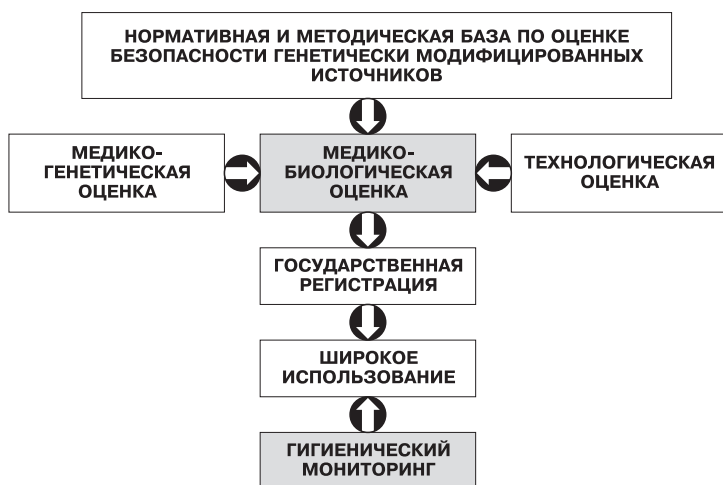 НОРМАТИВНАЯ И МЕТОДИЧЕСКАЯ БАЗА ПО ОЦЕНКЕ
БЕЗОПАСНОСТИ ГЕНЕТИЧЕСКИ МОДИФИЦИРОВАННЫХ
ИСТОЧНИКОВ
МЕДИКО-
ГЕНЕТИЧЕСКАЯ
ОЦЕНКА
МЕДИКО-
БИОЛОГИЧЕСКАЯ
ОЦЕНКА
ТЕХНОЛОГИЧЕСКАЯ
ОЦЕНКА
ГОСУДАРСТВЕННАЯ
РЕГИСТРАЦИЯ
ШИРОКОЕ
ИСПОЛЬЗОВАНИЕ
ГИГИЕНИЧЕСКИЙ
МОНИТОРИНГ